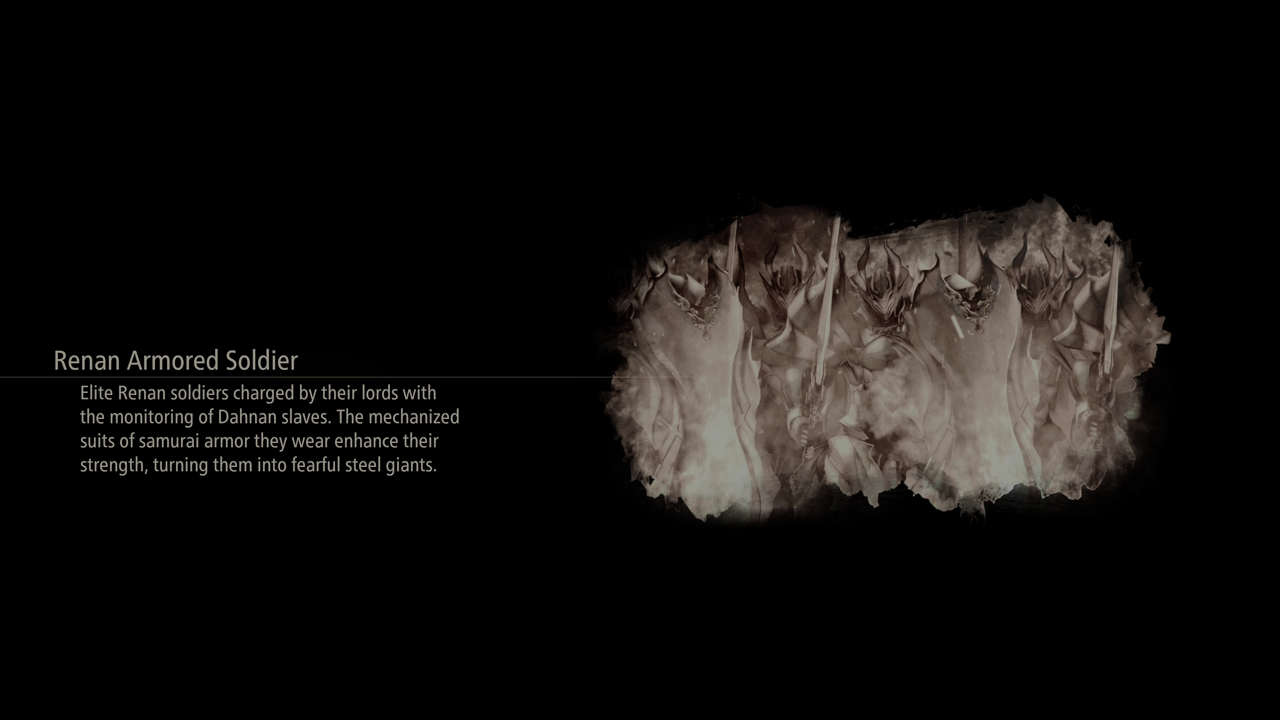 Renan Armored Soldier
Elite Renan soldiers charged by their lords with
the monitoring of Dahnan slaves. The mechanized
suits of samurai armor they wear enhance their
strength, turning them into fearful steel giants.